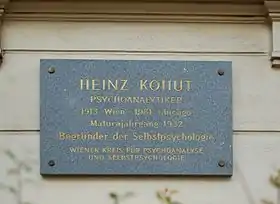 HEINZ KOHUT
PSYCHOANALYTIKER
1913 Wien - 1981 Chicago
Maturajahrgang 1932
Begründer der Selbstpsychologie
WIENER KREIS FÜR PSYCHOANALYSE
UND SELBSTPSYCHOLOGIE